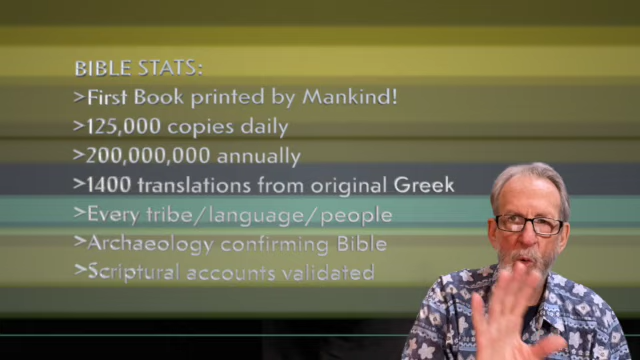 BIBLE STATS:
>First Book printed by Mankind!
>125,000 copies daily
>200,000,000 annually
>1400 translations from original Greek
>Every tribe/language/people
>Archaeology confirming Bible
>Scriptural accounts validated